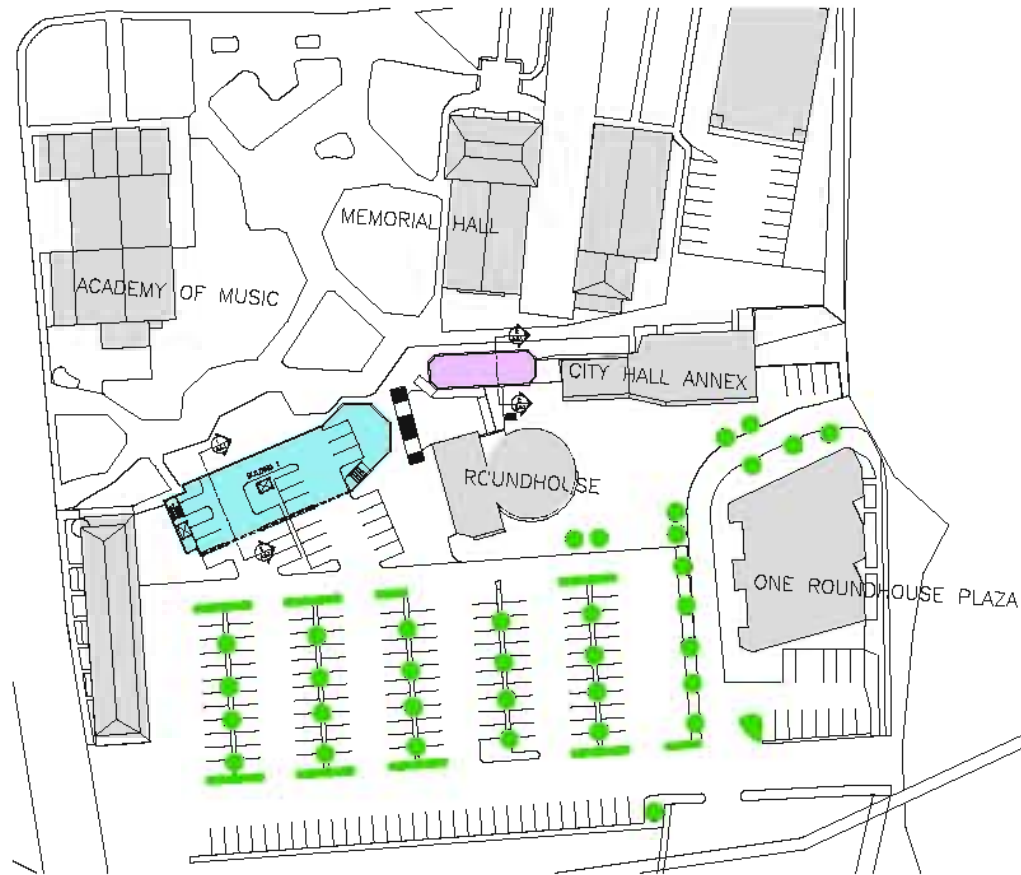 MEMORIAL HALL
ACADEMY OF MUSIC
CITY HALL ANNEX
ROUNDHOUSE
ONE ROUNDHOUSE PLAZA